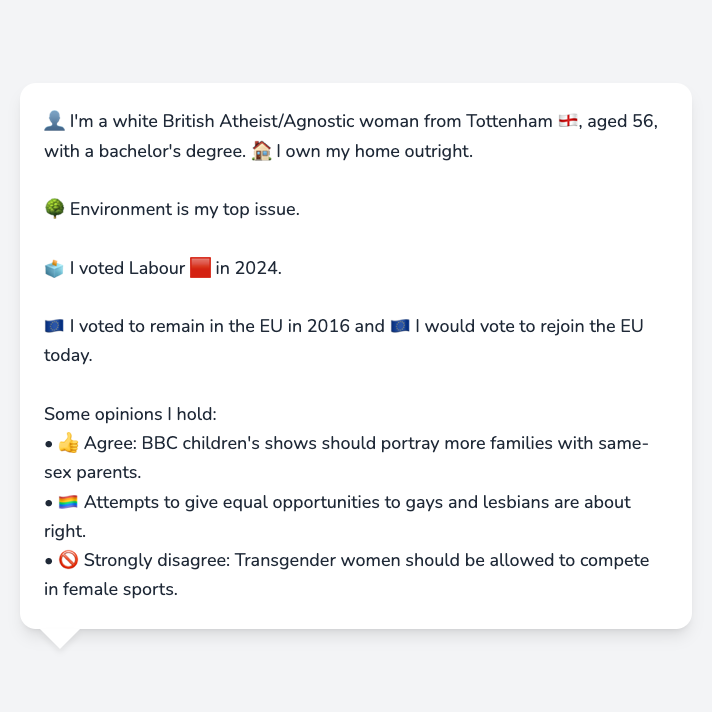 👤 I'm a white British Atheist/Agnostic woman from Tottenham 🏴󠁧󠁢󠁥󠁮󠁧󠁿, aged 56,
with a bachelor's degree. 🏠 I own my home outright.
🌳 Environment is my top issue.
🗳️ I voted Labour 🟥 in 2024.
🇪🇺 I voted to remain in the EU in 2016 and 🇪🇺 I would vote to rejoin the EU
today.
Some opinions I hold:
• 👍 Agree: BBC children's shows should portray more families with same-
sex parents.
• 🏳️‍🌈 Attempts to give equal opportunities to gays and lesbians are about
right.
• 🚫 Strongly disagree: Transgender women should be allowed to compete
in female sports.